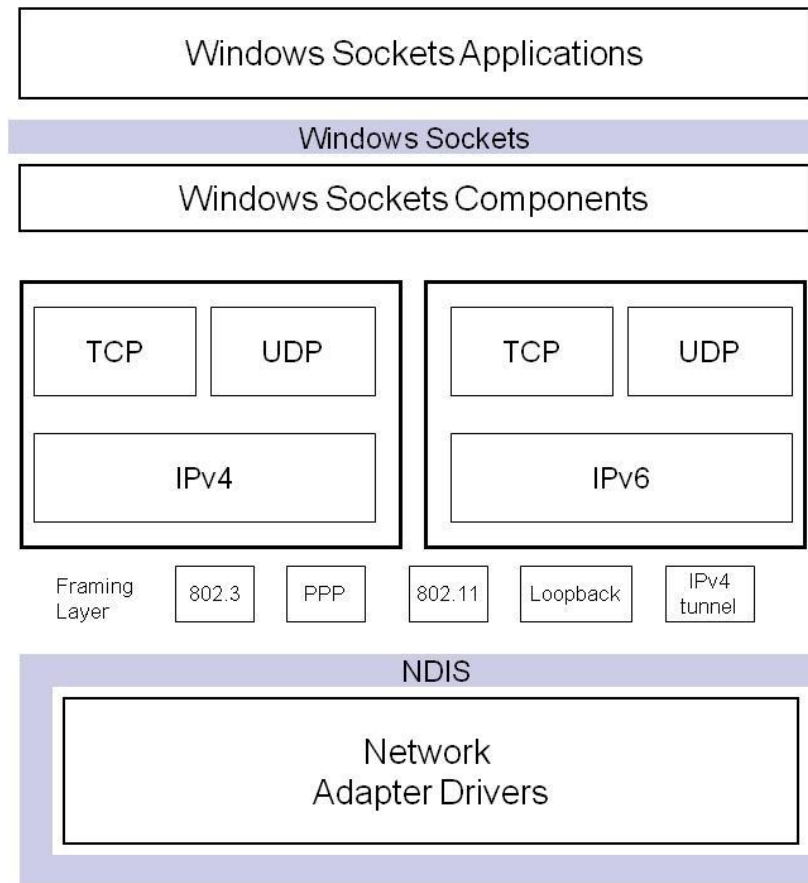 Windows Sockets Applications
Windows Sockets
Windows Sockets Components
TCP
UDP
IPv4
TCP
UDP
IPv6
Framing
Layer
802.3
PPP
802.11
Loopback
IPv4
tunnel
NDIS
Network
Adapter Drivers